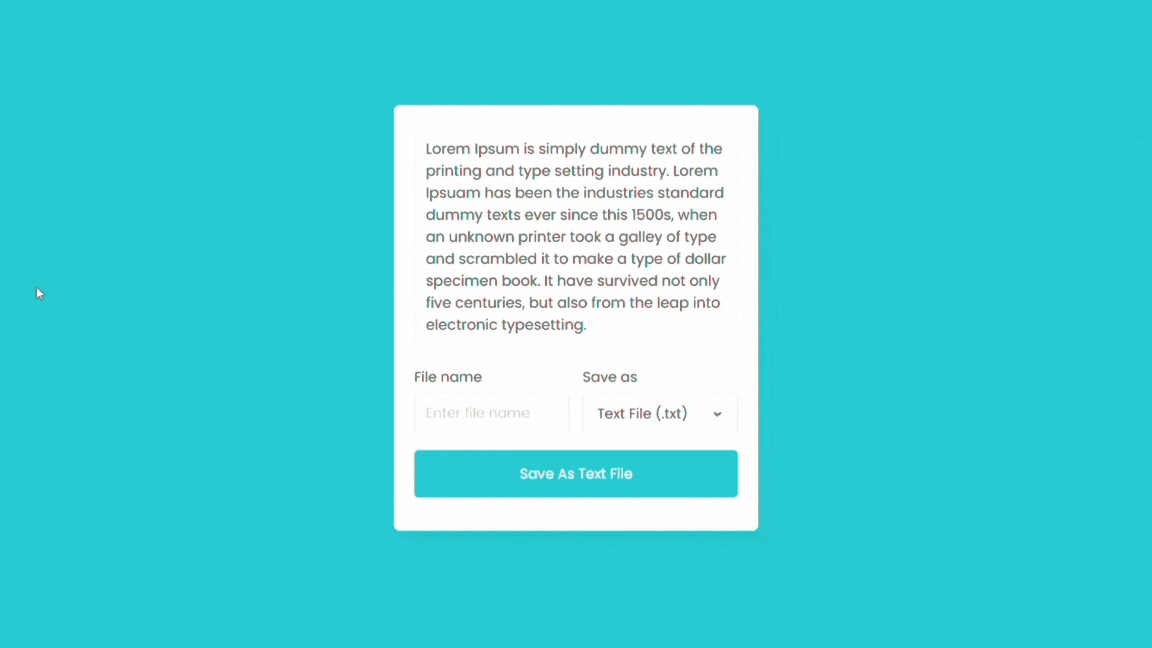 Lorem Ipsum is simply dummy text of the
printing and type setting industry. Lorem
Ipsuam has been the industries standard
dummy texts ever since this 1500s, when
an unknown printer took a galley of type
and scrambled it to make a type of dollar
specimen book. It have survived not only
five centuries, but also from the leap into
electronic typesetting.
File name
Save as
Enter file name
Text File (.txt)
Save As Text File